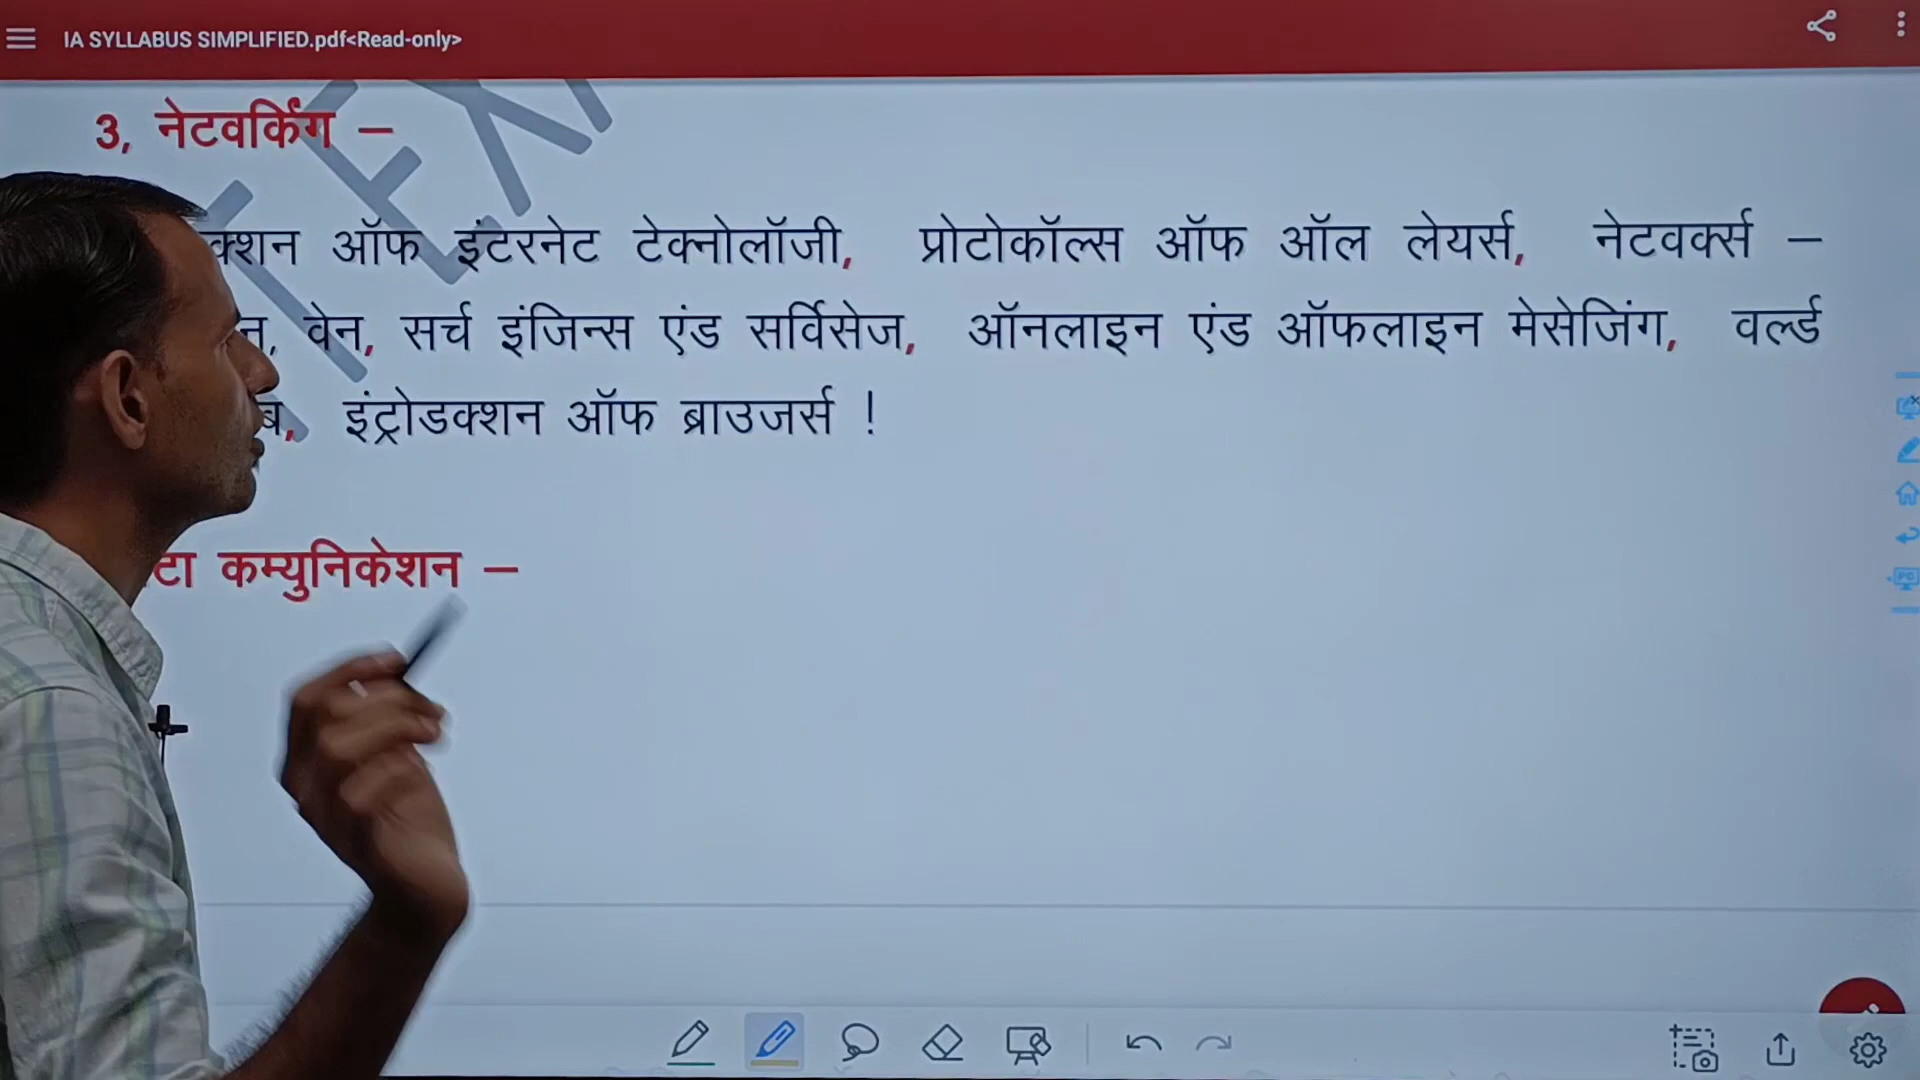 IA SYLLABUS SIMPLIFIED.pdf<Read-only>
3, नेटवर्किंग –
ऑफ इंटरनेट टेक्नोलॉजी, प्रोटोकॉल्स ऑफ ऑल लेयर्स, नेटवर्क्स –
वेन, सर्च इंजिन्स एंड सर्विसेज, ऑनलाइन एंड ऑफलाइन मेसेजिंग, वर्ल्ड
इंट्रोडक्शन ऑफ ब्राउजर्स !
कम्युनिकेशन –